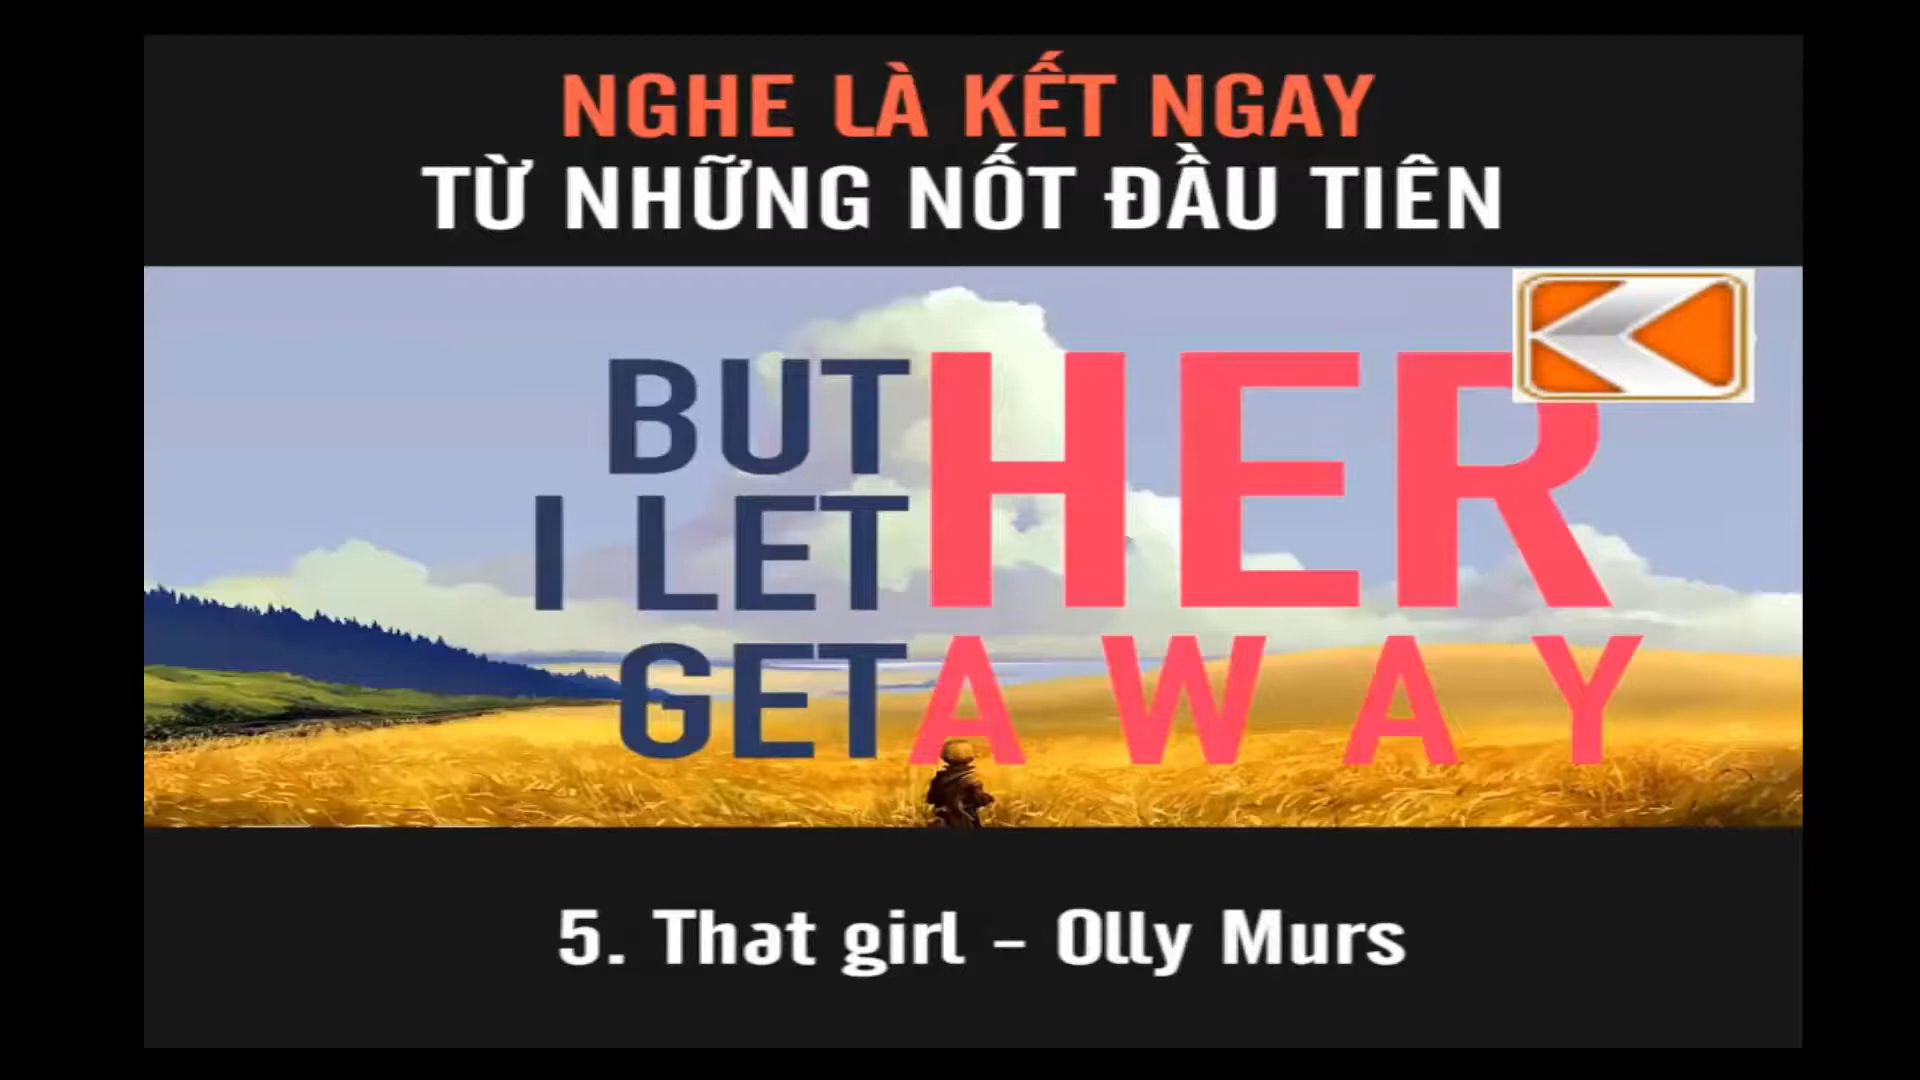 NGHE LÀ KẾT NGAY
TỪ NHỮNG NỐT ĐẦU TIÊN
BUT HER
I LET
GET AWAY
5. That girl - Olly Murs